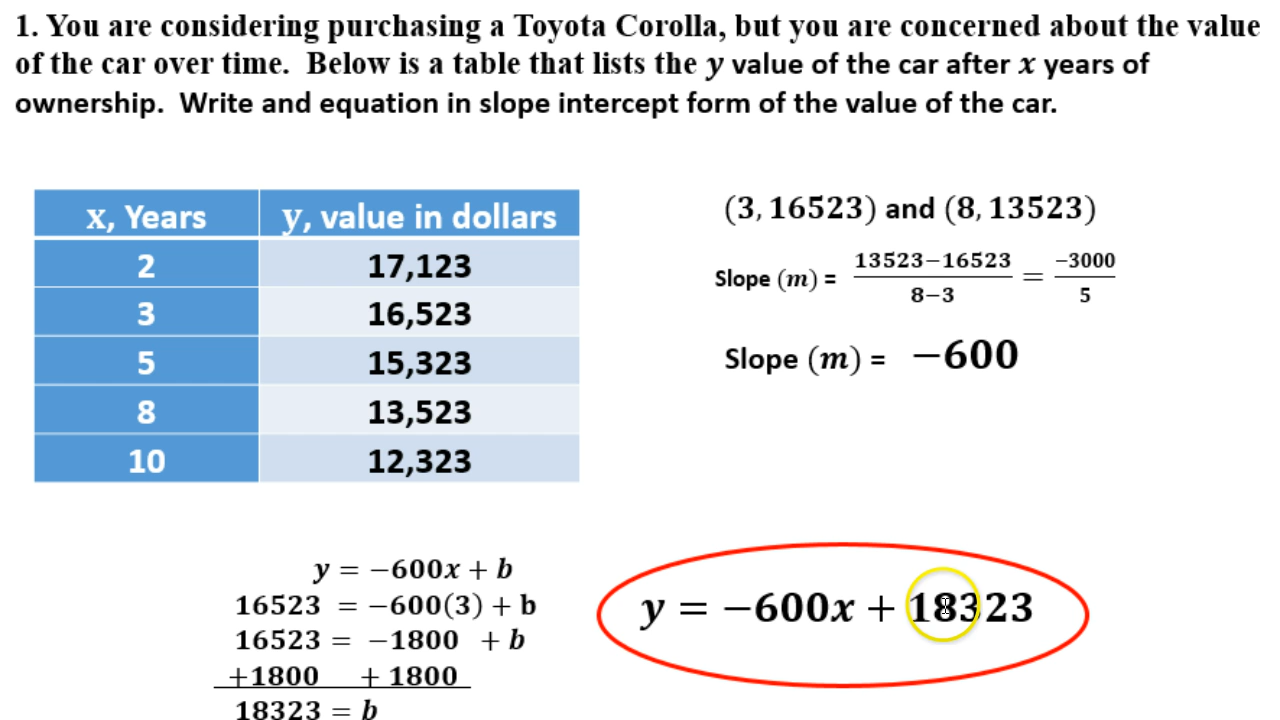 1. You are considering purchasing a Toyota Corolla, but you are concerned about the value
of the car over time. Below is a table that lists the y value of the car after x years of
ownership. Write and equation in slope intercept form of the value of the car.
x, Years y, value in dollars
2 17,123
3 16,523
5 15,323
8 13,523
10 12,323
(3, 16523) and (8, 13523)
Slope (m) = 13523−16523 / 8−3 = −3000 / 5
Slope (m) = −600
y = −600x + b
16523 = −600(3) + b
16523 = −1800 + b
+1800 + 1800
18323 = b
y = −600x + 18323